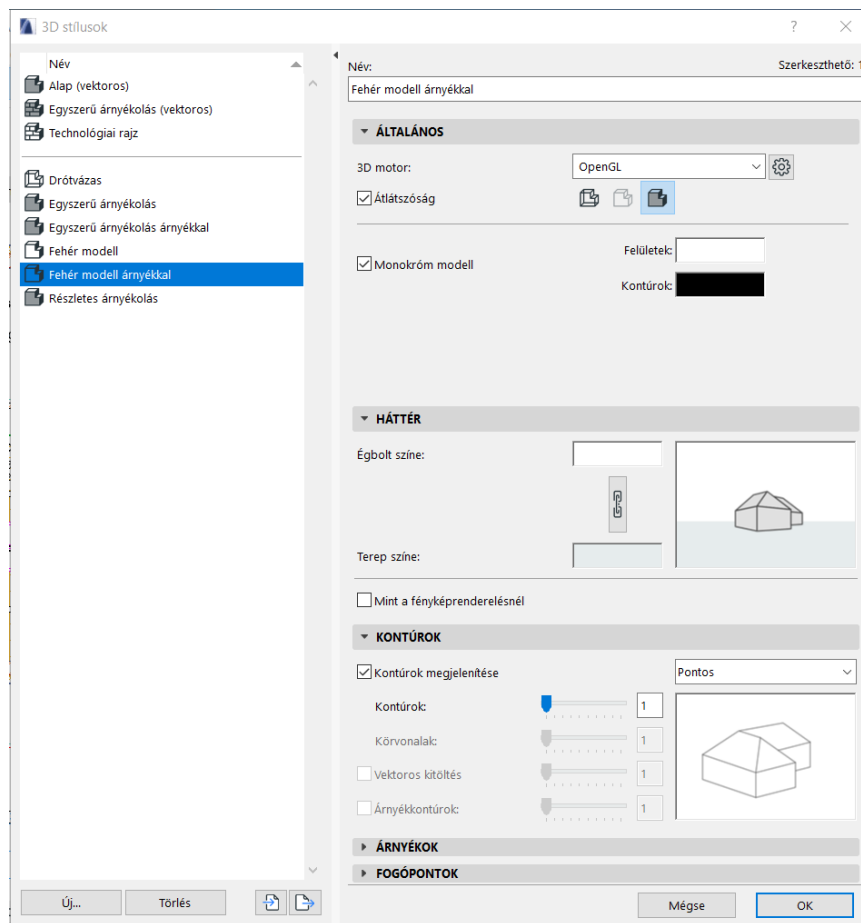 3D stílusok
Név
Alap (vektoros)
Egyszerű árnyékolás (vektoros)
Technológiai rajz
Drótvázas
Egyszerű árnyékolás
Egyszerű árnyékolás árnyékkal
Fehér modell
Fehér modell árnyékkal
Részletes árnyékolás
Új...
Törlés
Név:
Szerkeszthető: 1
Fehér modell árnyékkal
ÁLTALÁNOS
3D motor:
OpenGL
Átlátszóság
Monokróm modell
Felületek:
Kontúrok:
HÁTTÉR
Égbolt színe:
Terep színe:
Mint a fényképrenderelésnél
KONTÚROK
Kontúrok megjelenítése
Pontos
Kontúrok:
1
Körvonalak:
1
Vektoros kitöltés
1
Árnyékkontúrok:
1
ÁRNYÉKOK
FOGÓPONTOK
Mégse
OK